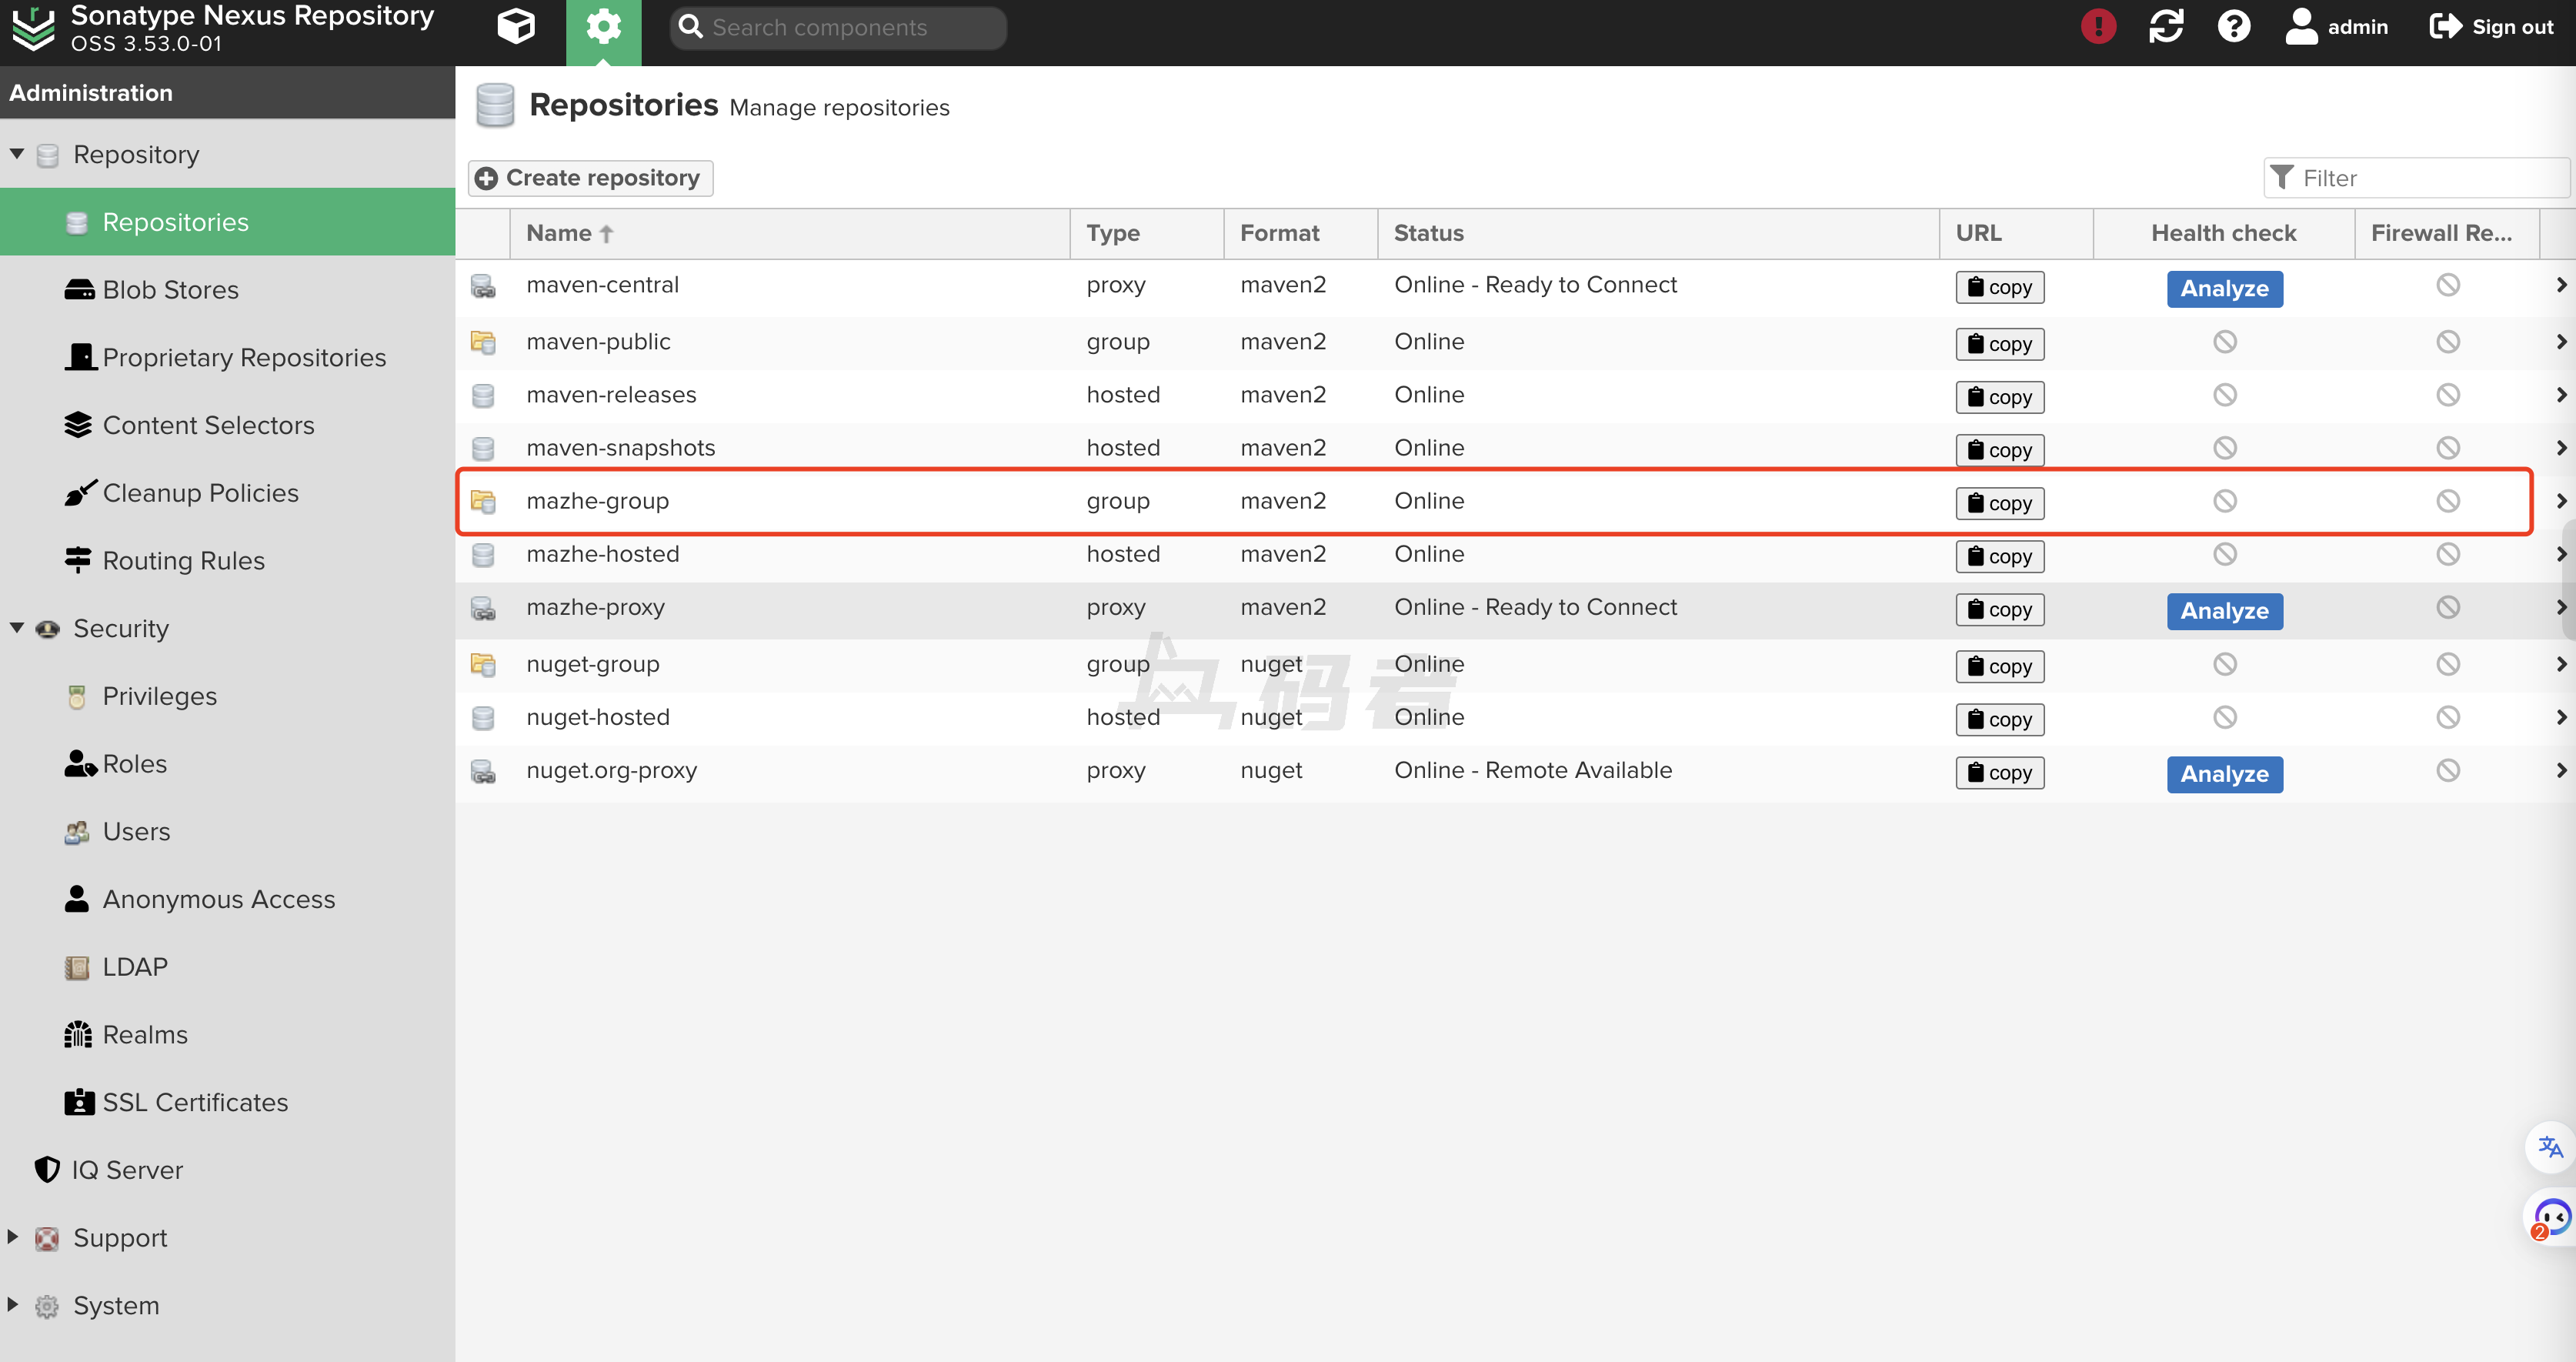 Sonatype Nexus Repository
OSS 3.53.0-01
Search components
admin
Sign out
Administration
Repository
Repositories
Blob Stores
Proprietary Repositories
Content Selectors
Cleanup Policies
Routing Rules
Security
Privileges
Roles
Users
Anonymous Access
LDAP
Realms
SSL Certificates
IQ Server
Support
System
Repositories Manage repositories
Create repository
Filter
Name Type Format Status URL Health check Firewall Re...
maven-central proxy maven2 Online - Ready to Connect copy Analyze
maven-public group maven2 Online copy
maven-releases hosted maven2 Online copy
maven-snapshots hosted maven2 Online copy
mazhe-group group maven2 Online copy
mazhe-hosted hosted maven2 Online copy
mazhe-proxy proxy maven2 Online - Ready to Connect copy Analyze
nuget-group group nuget Online copy
nuget-hosted hosted nuget Online copy
nuget.org-proxy proxy nuget Online - Remote Available copy Analyze
码者
2